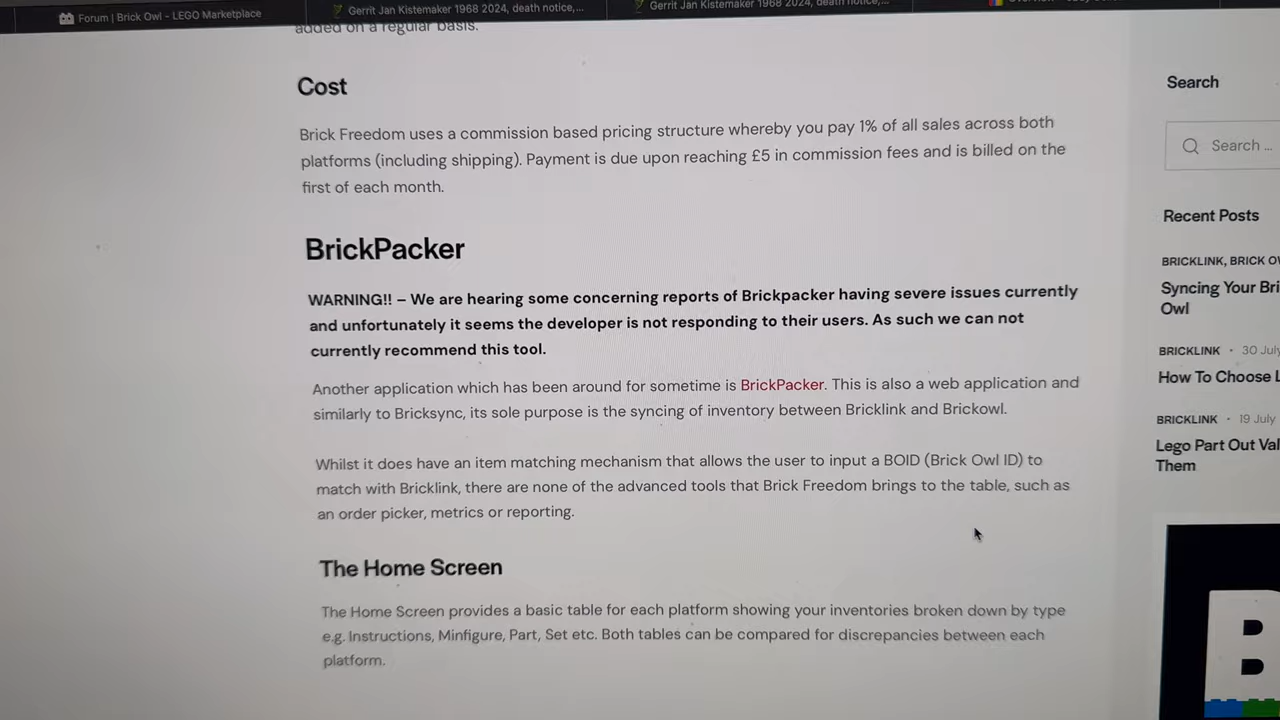 Forum | Brick Owl - LEGO Marketplace
Gerrit Jan Kistemaker 1968 2024, death notice,...
Gerrit Jan Kistemaker 1968 2024, death notice,...
added on a regular basis.
Cost
Brick Freedom uses a commission based pricing structure whereby you pay 1% of all sales across both
platforms (including shipping). Payment is due upon reaching £5 in commission fees and is billed on the
first of each month.
BrickPacker
WARNING!! – We are hearing some concerning reports of Brickpacker having severe issues currently
and unfortunately it seems the developer is not responding to their users. As such we can not
currently recommend this tool.
Another application which has been around for sometime is BrickPacker. This is also a web application and
similarly to Bricksync, its sole purpose is the syncing of inventory between Bricklink and Brickowl.
Whilst it does have an item matching mechanism that allows the user to input a BOID (Brick Owl ID) to
match with Bricklink, there are none of the advanced tools that Brick Freedom brings to the table, such as
an order picker, metrics or reporting.
The Home Screen
The Home Screen provides a basic table for each platform showing your inventories broken down by type
e.g. Instructions, Minifigure, Part, Set etc. Both tables can be compared for discrepancies between each
platform.
Search
Search ...
Recent Posts
BRICKLINK, BRICK OW
Syncing Your Bri
Owl
BRICKLINK · 30 July
How To Choose L
BRICKLINK · 19 July
Lego Part Out Val
Them
B